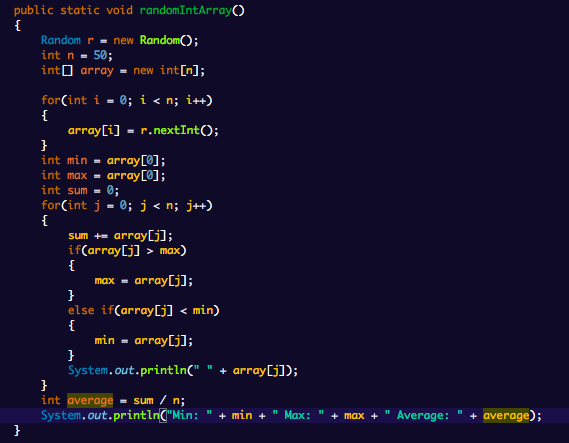 public static void randomIntArray()
{
    Random r = new Random();
    int n = 50;
    int[] array = new int[n];

    for(int i = 0; i < n; i++)
    {
        array[i] = r.nextInt();
    }
    int min = array[0];
    int max = array[0];
    int sum = 0;
    for(int j = 0; j < n; j++)
    {
        sum += array[j];
        if(array[j] > max)
        {
            max = array[j];
        }
        else if(array[j] < min)
        {
            min = array[j];
        }
        System.out.println(" " + array[j]);
    }
    int average = sum / n;
    System.out.println("Min: " + min + " Max: " + max + " Average: " + average);
}